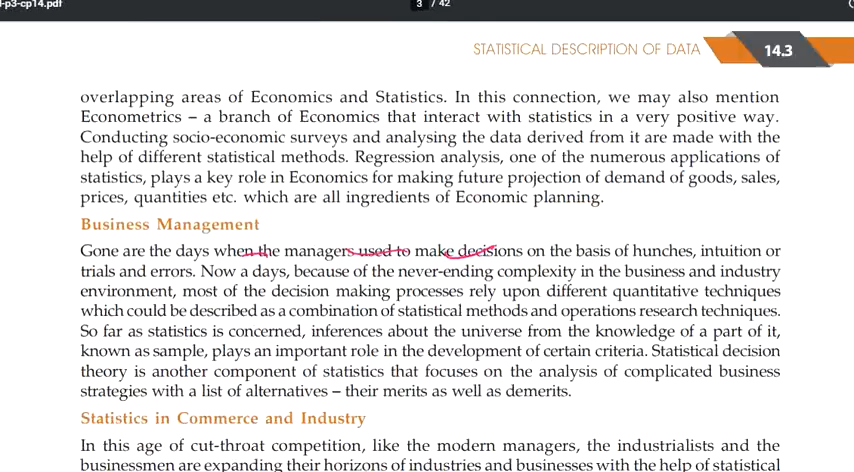 l-p3-cp14.pdf
3 / 42
STATISTICAL DESCRIPTION OF DATA 14.3
overlapping areas of Economics and Statistics. In this connection, we may also mention
Econometrics – a branch of Economics that interact with statistics in a very positive way.
Conducting socio-economic surveys and analysing the data derived from it are made with the
help of different statistical methods. Regression analysis, one of the numerous applications of
statistics, plays a key role in Economics for making future projection of demand of goods, sales,
prices, quantities etc. which are all ingredients of Economic planning.
Business Management
Gone are the days when the managers used to make decisions on the basis of hunches, intuition or
trials and errors. Now a days, because of the never-ending complexity in the business and industry
environment, most of the decision making processes rely upon different quantitative techniques
which could be described as a combination of statistical methods and operations research techniques.
So far as statistics is concerned, inferences about the universe from the knowledge of a part of it,
known as sample, plays an important role in the development of certain criteria. Statistical decision
theory is another component of statistics that focuses on the analysis of complicated business
strategies with a list of alternatives – their merits as well as demerits.
Statistics in Commerce and Industry
In this age of cut-throat competition, like the modern managers, the industrialists and the
businessmen are expanding their horizons of industries and businesses with the help of statistical